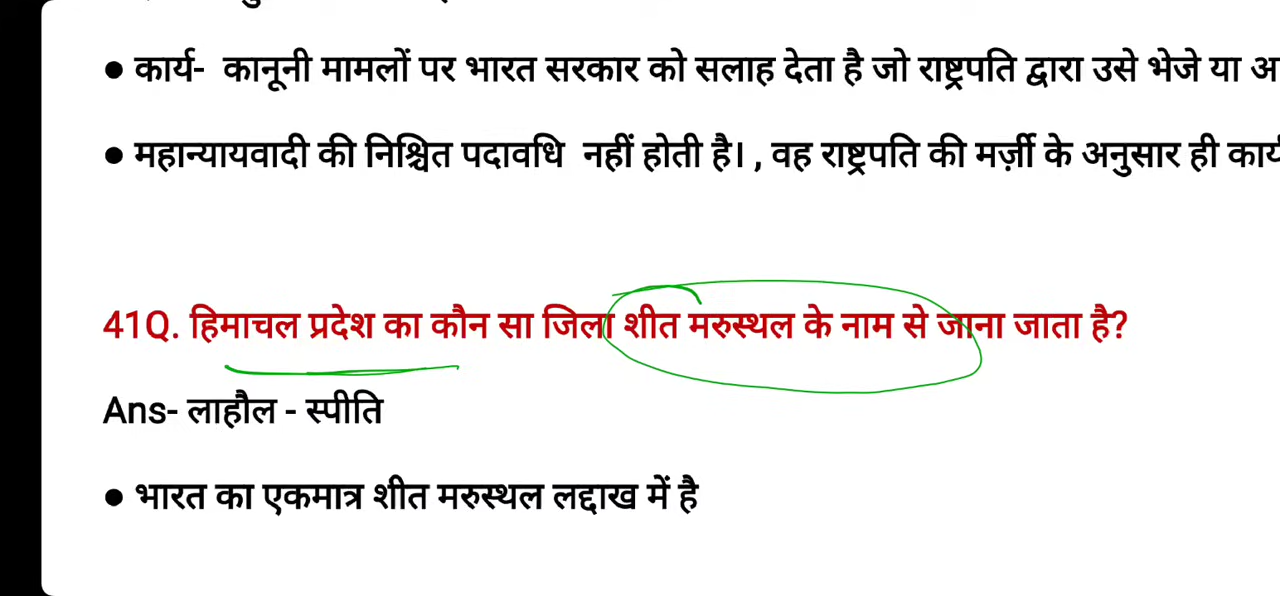 ● कार्य- कानूनी मामलों पर भारत सरकार को सलाह देता है जो राष्ट्रपति द्वारा उसे भेजे या
● महान्यायवादी की निश्चित पदावधि नहीं होती है। , वह राष्ट्रपति की मर्ज़ी के अनुसार ही
41Q. हिमाचल प्रदेश का कौन सा जिला शीत मरुस्थल के नाम से जाना जाता है?
Ans- लाहौल - स्पीति
● भारत का एकमात्र शीत मरुस्थल लद्दाख में है